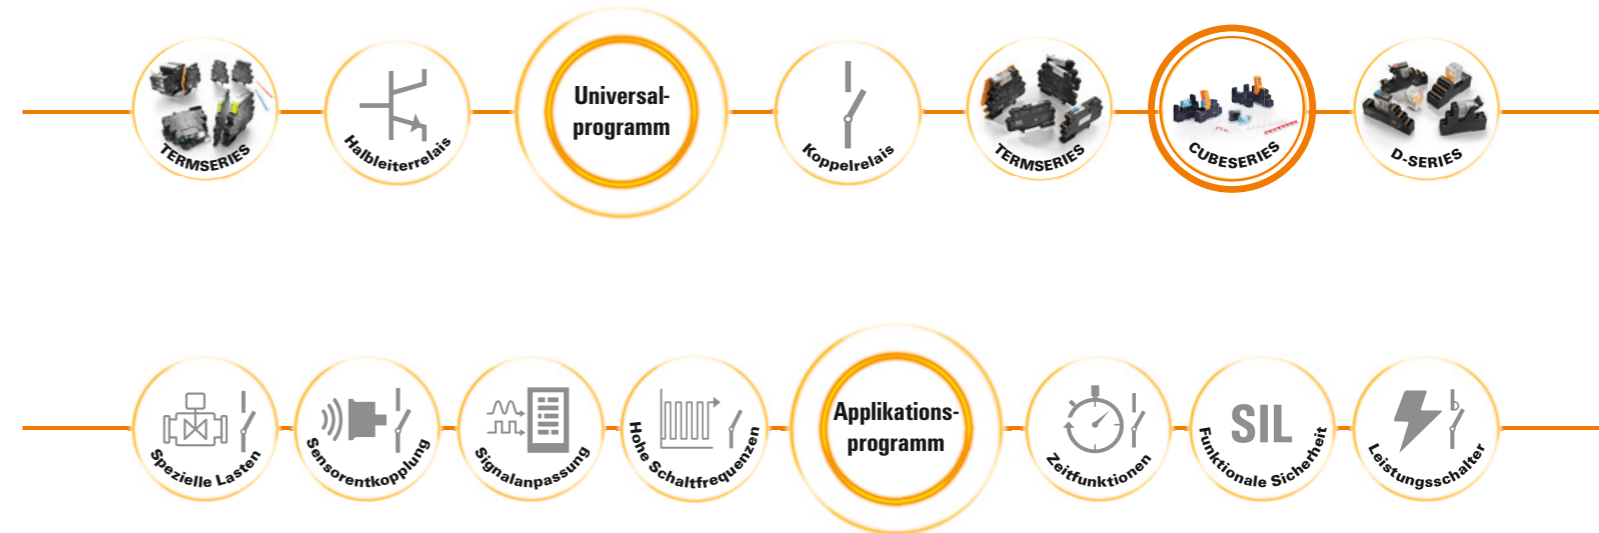 TERMSERIES
Halbleiterrelais
Universal-
programm
Koppelrelais
TERMSERIES
CUBESERIES
D-SERIES
Spezielle Lasten
Sensorentkopplung
Signalanpassung
Hohe Schaltfrequenzen
Applikations-
programm
Zeitfunktionen
SIL
Funktionale Sicherheit
Leistungsschalter